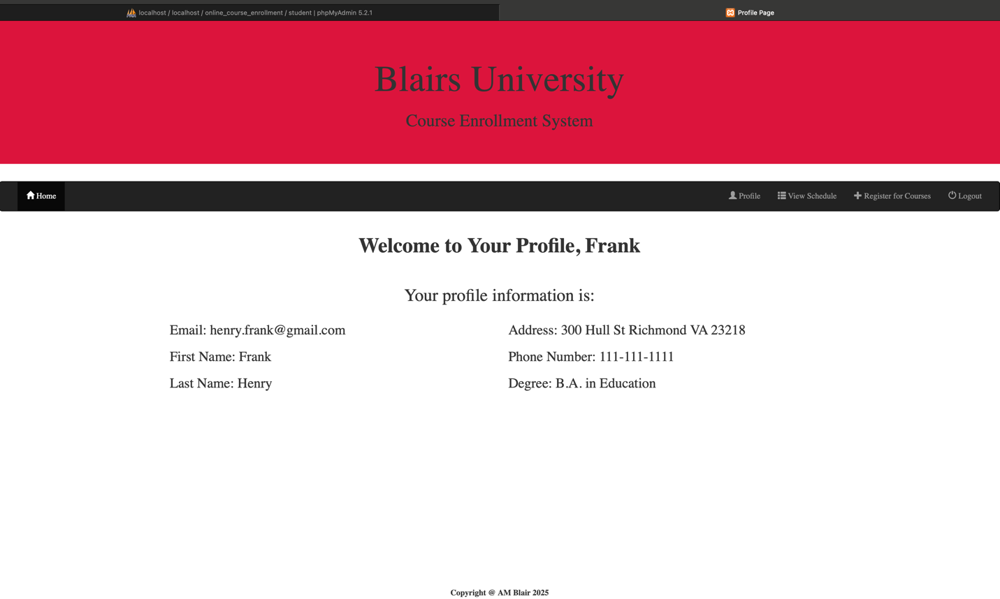 localhost / localhost / online_course_enrollment / student | phpMyAdmin 5.2.1
Profile Page
Blairs University
Course Enrollment System
Home
Profile
View Schedule
Register for Courses
Logout
Welcome to Your Profile, Frank
Your profile information is:
Email: henry.frank@gmail.com
First Name: Frank
Last Name: Henry
Address: 300 Hull St Richmond VA 23218
Phone Number: 111-111-1111
Degree: B.A. in Education
Copyright @ AM Blair 2025